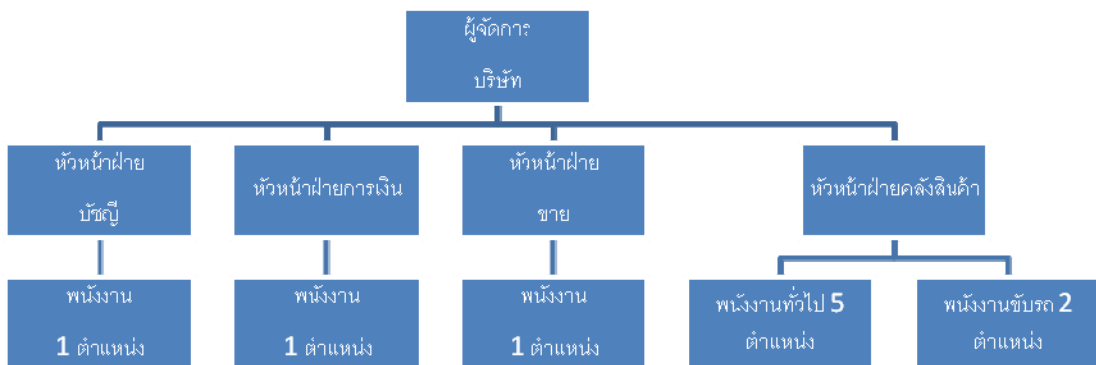 ผู้จัดการ
บริษัท
หัวหน้าฝ่าย
บัชญี
หัวหน้าฝ่ายการเงิน
หัวหน้าฝ่าย
ขาย
หัวหน้าฝ่ายคลังสินค้า
พนังงาน
1 ตำแหน่ง
พนังงาน
1 ตำแหน่ง
พนังงาน
1 ตำแหน่ง
พนังงานทั่วไป 5
ตำแหน่ง
พนังงานขับรถ 2
ตำแหน่ง